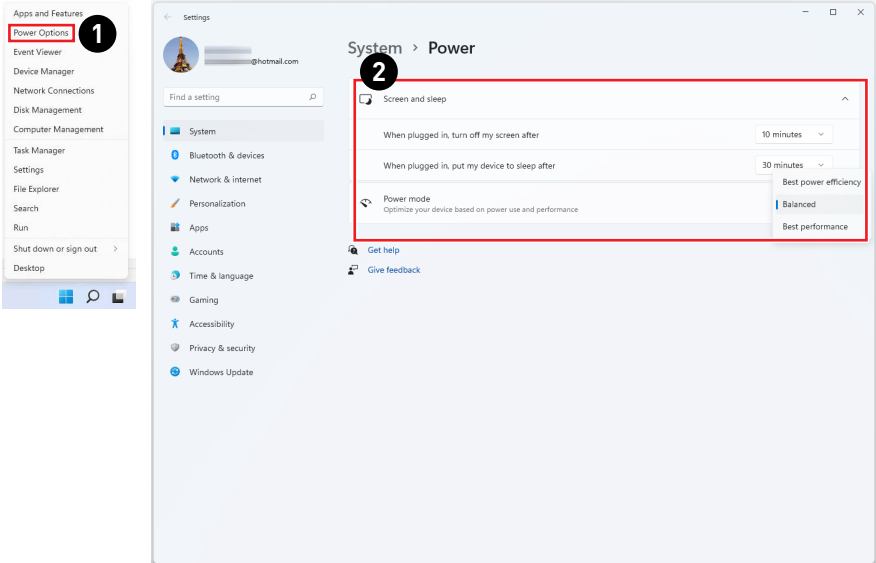 Apps and Features
Power Options
1
Event Viewer
Device Manager
Network Connections
Disk Management
Computer Management
Task Manager
Settings
File Explorer
Search
Run
Shut down or sign out
Desktop
Settings
@hotmail.com
Find a setting
System
Bluetooth & devices
Network & internet
Personalization
Apps
Accounts
Time & language
Gaming
Accessibility
Privacy & security
Windows Update
System > Power
2
Screen and sleep
When plugged in, turn off my screen after
10 minutes
When plugged in, put my device to sleep after
30 minutes
Power mode
Optimize your device based on power use and performance
Best power efficiency
Balanced
Best performance
Get help
Give feedback